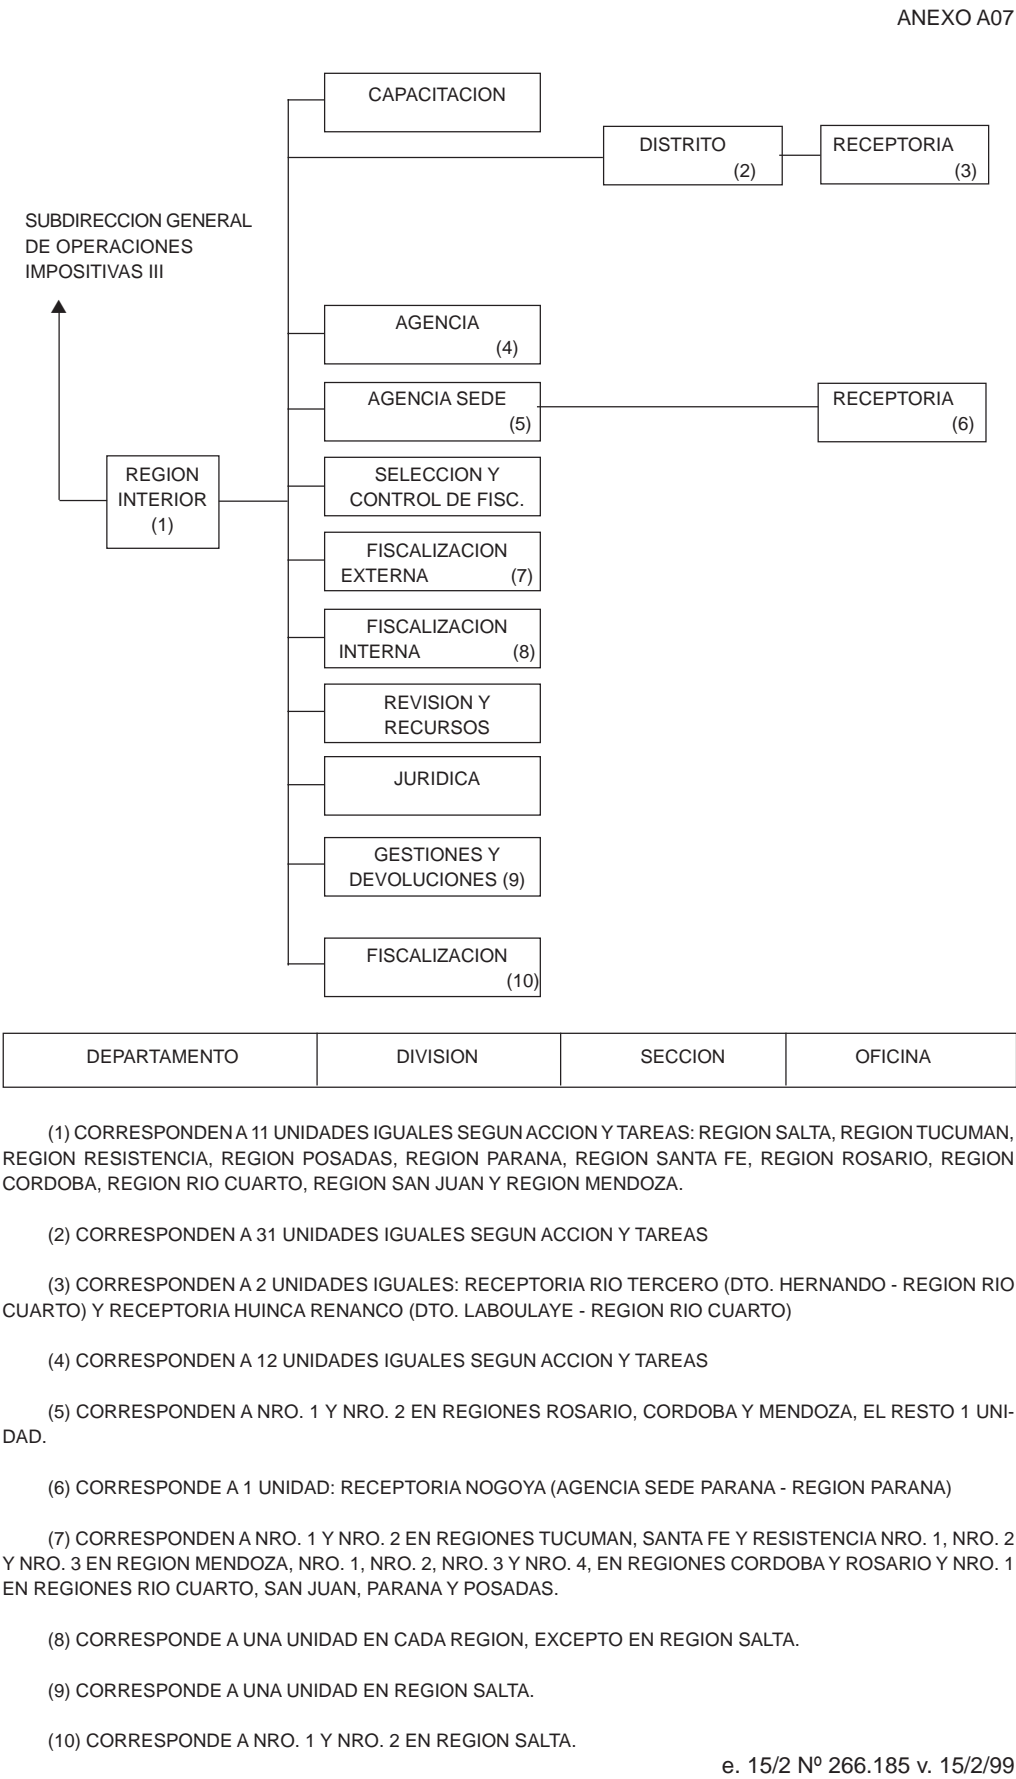 ANEXO A07
CAPACITACION
DISTRITO
(2)
RECEPTORIA
(3)
SUBDIRECCION GENERAL
DE OPERACIONES
IMPOSITIVAS III
AGENCIA
(4)
AGENCIA SEDE
(5)
RECEPTORIA
(6)
REGION
INTERIOR
(1)
SELECCION Y
CONTROL DE FISC.
FISCALIZACION
EXTERNA (7)
FISCALIZACION
INTERNA (8)
REVISION Y
RECURSOS
JURIDICA
GESTIONES Y
DEVOLUCIONES (9)
FISCALIZACION
(10)
DEPARTAMENTO DIVISION SECCION OFICINA
(1) CORRESPONDEN A 11 UNIDADES IGUALES SEGUN ACCION Y TAREAS: REGION SALTA, REGION TUCUMAN,
REGION RESISTENCIA, REGION POSADAS, REGION PARANA, REGION SANTA FE, REGION ROSARIO, REGION
CORDOBA, REGION RIO CUARTO, REGION SAN JUAN Y REGION MENDOZA.
(2) CORRESPONDEN A 31 UNIDADES IGUALES SEGUN ACCION Y TAREAS
(3) CORRESPONDEN A 2 UNIDADES IGUALES: RECEPTORIA RIO TERCERO (DTO. HERNANDO - REGION RIO
CUARTO) Y RECEPTORIA HUINCA RENANCO (DTO. LABOULAYE - REGION RIO CUARTO)
(4) CORRESPONDEN A 12 UNIDADES IGUALES SEGUN ACCION Y TAREAS
(5) CORRESPONDEN A NRO. 1 Y NRO. 2 EN REGIONES ROSARIO, CORDOBA Y MENDOZA, EL RESTO 1 UNI-
DAD.
(6) CORRESPONDE A 1 UNIDAD: RECEPTORIA NOGOYA (AGENCIA SEDE PARANA - REGION PARANA)
(7) CORRESPONDEN A NRO. 1 Y NRO. 2 EN REGIONES TUCUMAN, SANTA FE Y RESISTENCIA NRO. 1, NRO. 2
Y NRO. 3 EN REGION MENDOZA, NRO. 1, NRO. 2, NRO. 3 Y NRO. 4, EN REGIONES CORDOBA Y ROSARIO Y NRO. 1
EN REGIONES RIO CUARTO, SAN JUAN, PARANA Y POSADAS.
(8) CORRESPONDE A UNA UNIDAD EN CADA REGION, EXCEPTO EN REGION SALTA.
(9) CORRESPONDE A UNA UNIDAD EN REGION SALTA.
(10) CORRESPONDE A NRO. 1 Y NRO. 2 EN REGION SALTA.
e. 15/2 Nº 266.185 v. 15/2/99